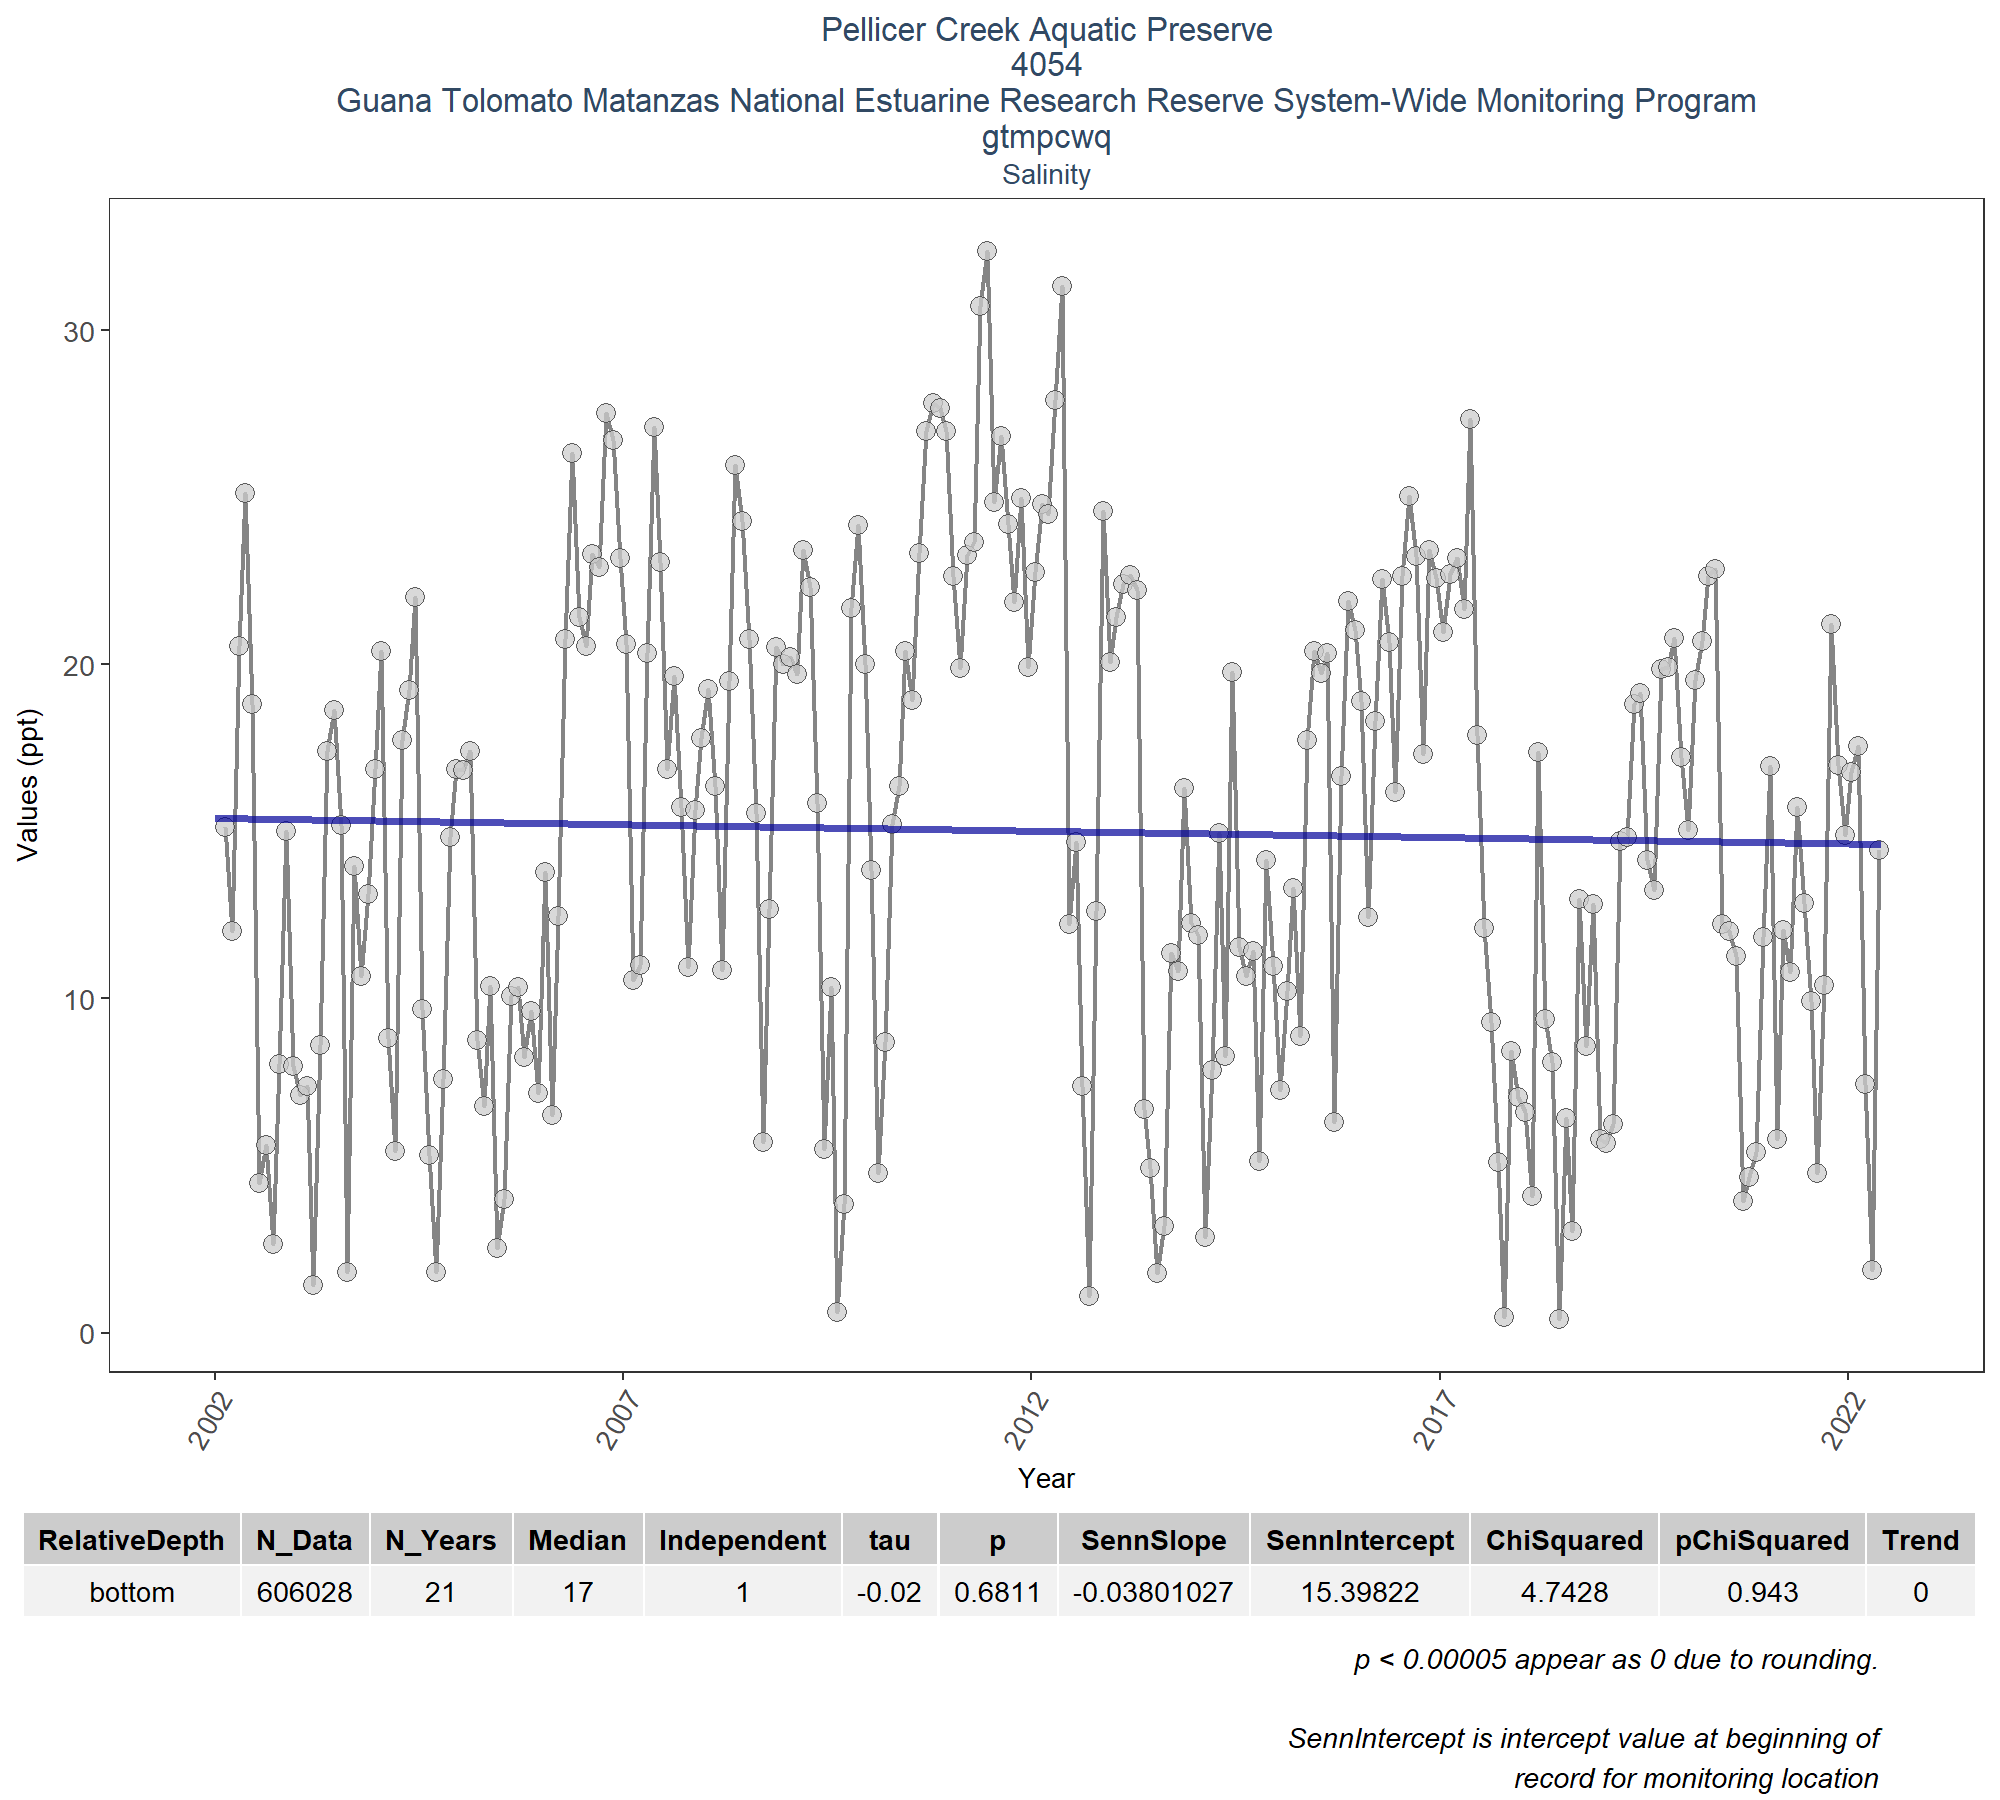 Pellicer Creek Aquatic Preserve
4054
Guana Tolomato Matanzas National Estuarine Research Reserve System-Wide Monitoring Program
gtmpcwq
Salinity
Values (ppt)
30
20
10
0
2002 2007 2012 2017 2022
Year
RelativeDepth N_Data N_Years Median Independent tau p SennSlope SennIntercept ChiSquared pChiSquared Trend
bottom 606028 21 17 1 -0.02 0.6811 -0.03801027 15.39822 4.7428 0.943 0
p < 0.00005 appear as 0 due to rounding.
SennIntercept is intercept value at beginning of
record for monitoring location